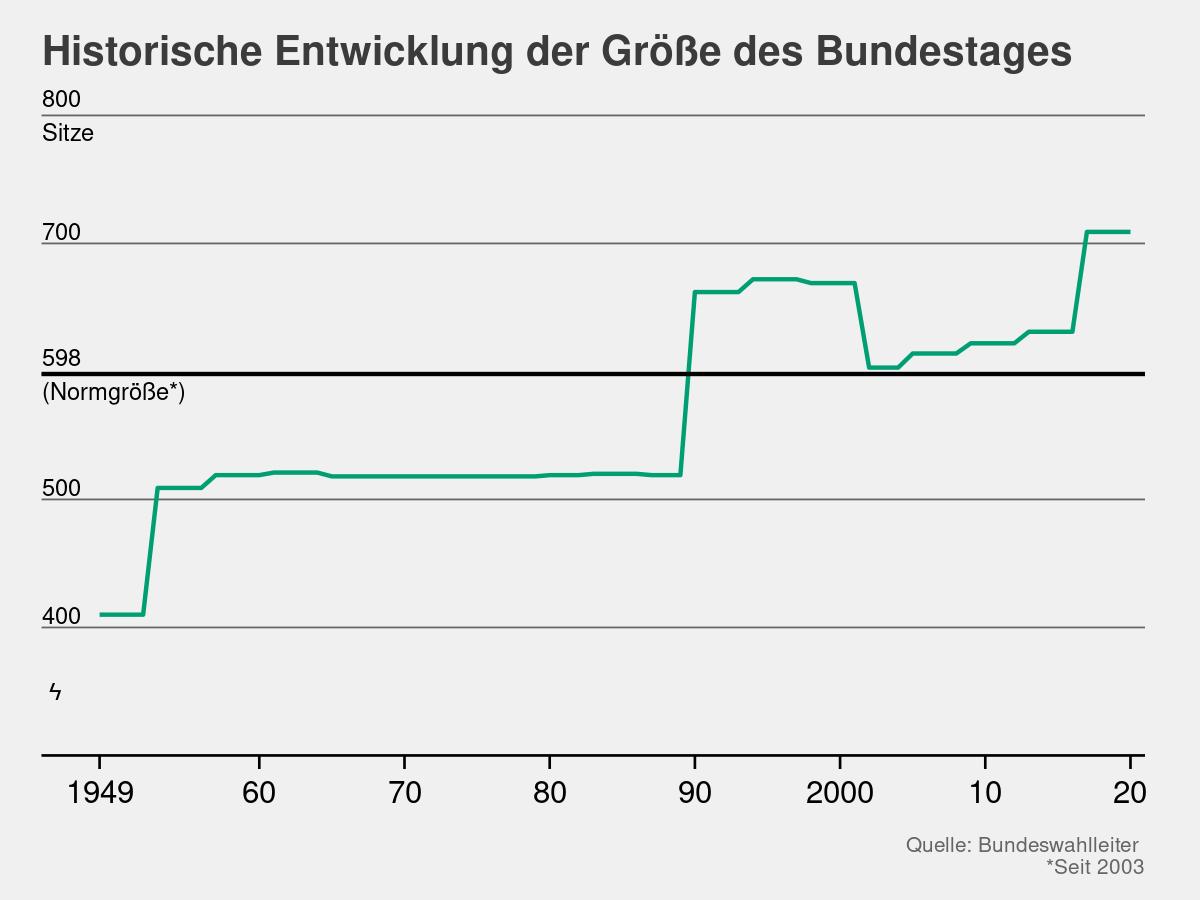 Historische Entwicklung der Größe des Bundestages
800
Sitze
700
598
(Normgröße*)
500
400
1949 60 70 80 90 2000 10 20
Quelle: Bundeswahlleiter
*Seit 2003